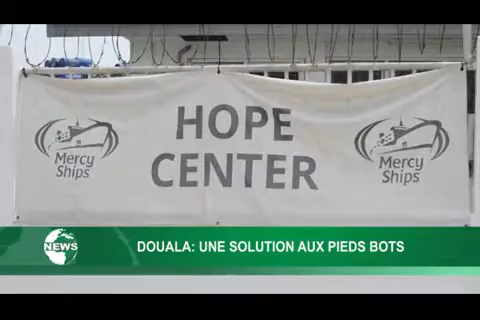 HOPE
CENTER
Mercy
Ships
Mercy
Ships
NEWS
DOUALA: UNE SOLUTION AUX PIEDS BOTS